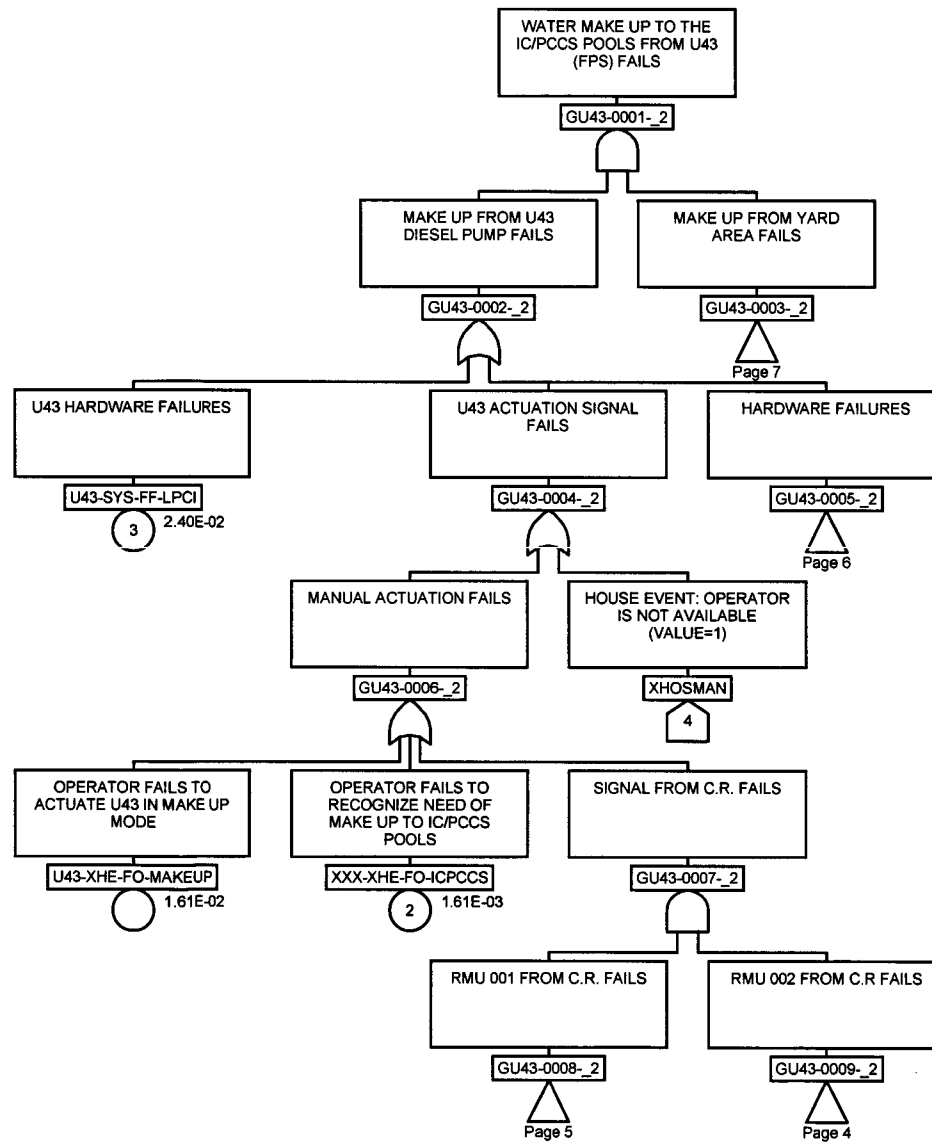 WATER MAKE UP TO THE
IC/PCCS POOLS FROM U43
(FPS) FAILS
GU43-0001-_2
MAKE UP FROM U43
DIESEL PUMP FAILS
GU43-0002-_2
MAKE UP FROM YARD
AREA FAILS
GU43-0003-_2
Page 7
U43 HARDWARE FAILURES
U43-SYS-FF-LPCI
3
2.40E-02
U43 ACTUATION SIGNAL
FAILS
GU43-0004-_2
HARDWARE FAILURES
GU43-0005-_2
Page 6
MANUAL ACTUATION FAILS
GU43-0006-_2
HOUSE EVENT: OPERATOR
IS NOT AVAILABLE
(VALUE=1)
XHOSMAN
4
OPERATOR FAILS TO
ACTUATE U43 IN MAKE UP
MODE
U43-XHE-FO-MAKEUP
1.61E-02
OPERATOR FAILS TO
RECOGNIZE NEED OF
MAKE UP TO IC/PCCS
POOLS
XXX-XHE-FO-ICPCCS
2
1.61E-03
SIGNAL FROM C.R. FAILS
GU43-0007-_2
RMU 001 FROM C.R. FAILS
GU43-0008-_2
Page 5
RMU 002 FROM C.R FAILS
GU43-0009-_2
Page 4